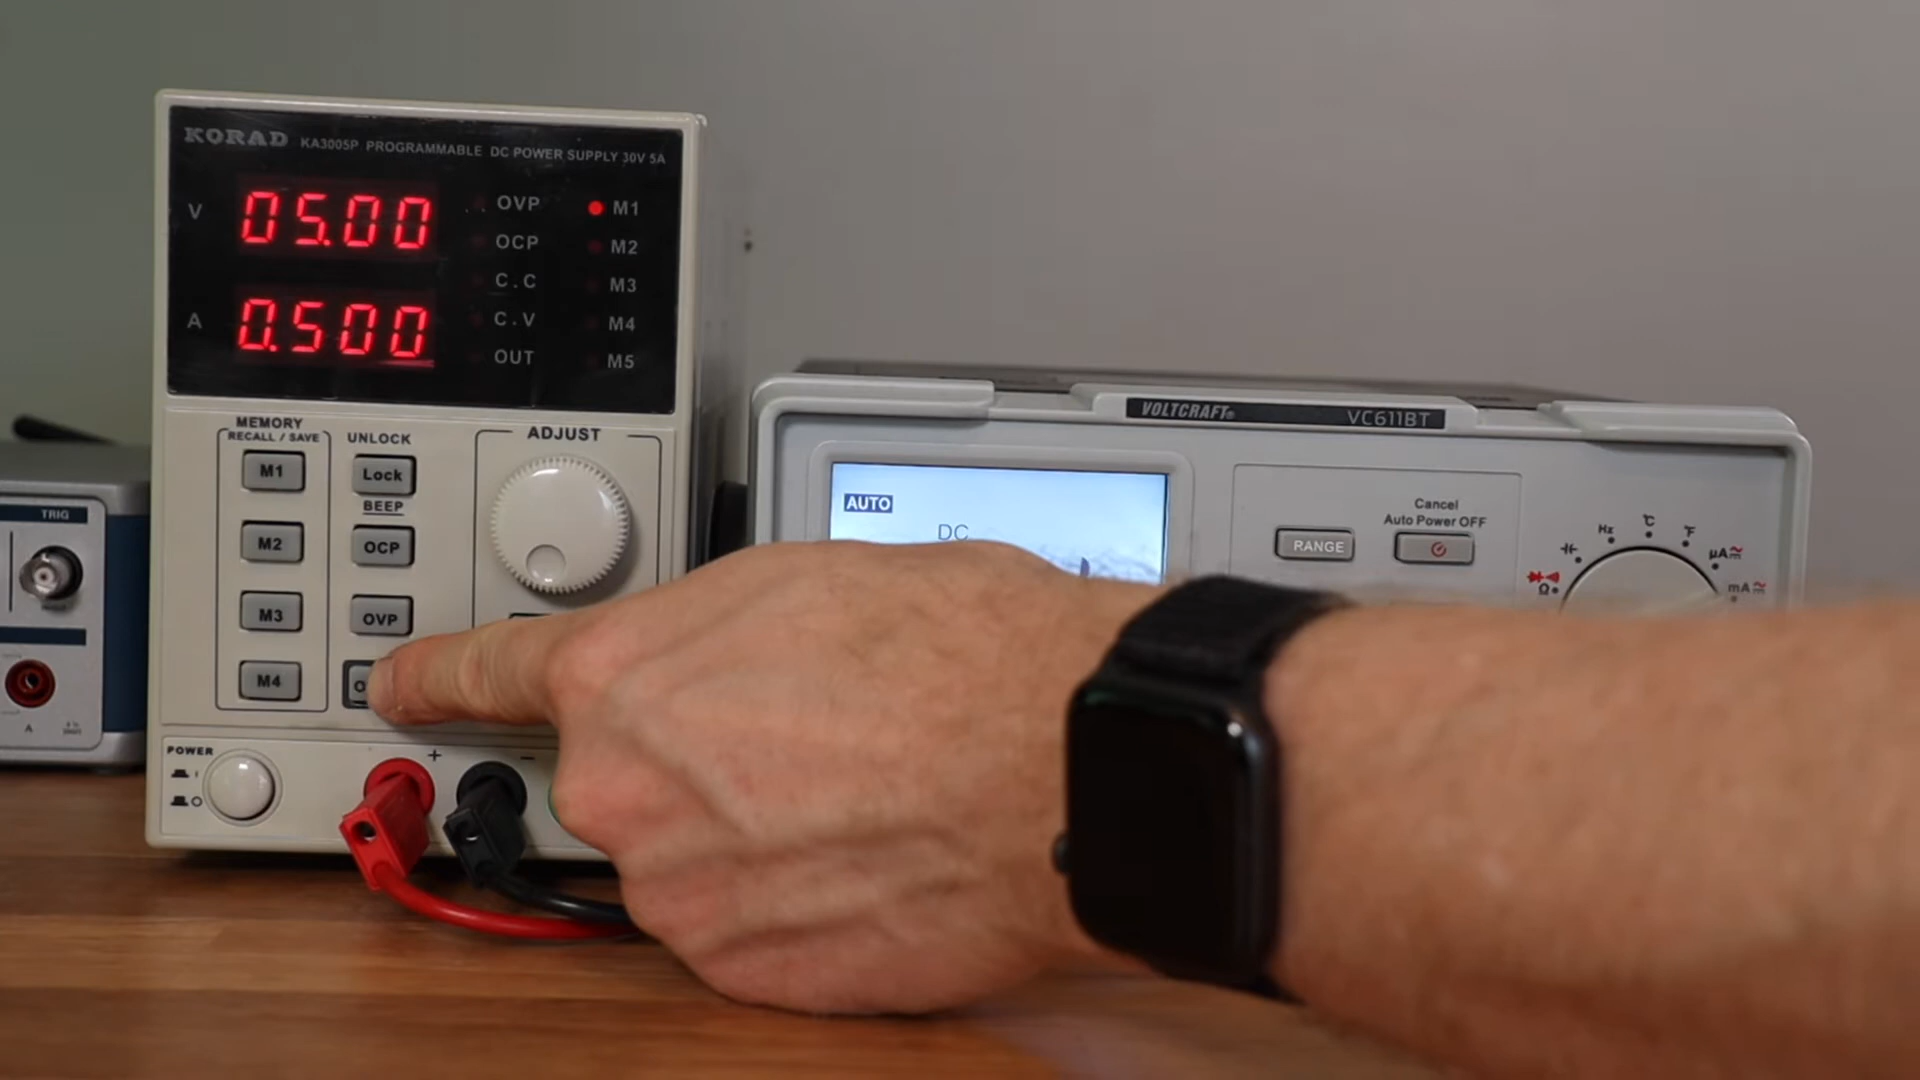 KORAD KA3005P PROGRAMMABLE DC POWER SUPPLY 30V 5A
V 05.00
A 0.500
OVP M1
OCP M2
C.C M3
C.V M4
OUT M5
MEMORY
RECALL / SAVE
M1
M2
M3
M4
UNLOCK
Lock
BEEP
OCP
OVP
ADJUST
POWER
I
O
+ −
TRIG
A
VOLTCRAFT® VC611BT
AUTO
DC
RANGE
Cancel
Auto Power OFF
Hz
°C
°F
µA
mA
Ω